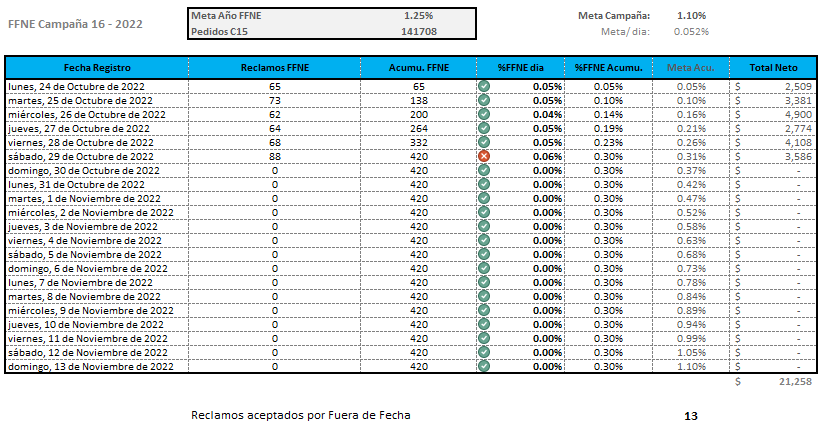 FFNE Campaña 16 - 2022
Meta Año FFNE 1.25% Meta Campaña: 1.10%
Pedidos C15 141708 Meta/ dia: 0.052%
Fecha Registro Reclamos FFNE Acumu. FFNE %FFNE dia %FFNE Acumu. Meta Acu. Total Neto
lunes, 24 de Octubre de 2022 65 65 0.05% 0.05% 0.05% $ 2,509
martes, 25 de Octubre de 2022 73 138 0.05% 0.10% 0.10% $ 3,381
miércoles, 26 de Octubre de 2022 62 200 0.04% 0.14% 0.16% $ 4,900
jueves, 27 de Octubre de 2022 64 264 0.05% 0.19% 0.21% $ 2,774
viernes, 28 de Octubre de 2022 68 332 0.05% 0.23% 0.26% $ 4,108
sábado, 29 de Octubre de 2022 88 420 0.06% 0.30% 0.31% $ 3,586
domingo, 30 de Octubre de 2022 0 420 0.00% 0.30% 0.37% $ -
lunes, 31 de Octubre de 2022 0 420 0.00% 0.30% 0.42% $ -
martes, 1 de Noviembre de 2022 0 420 0.00% 0.30% 0.47% $ -
miércoles, 2 de Noviembre de 2022 0 420 0.00% 0.30% 0.52% $ -
jueves, 3 de Noviembre de 2022 0 420 0.00% 0.30% 0.58% $ -
viernes, 4 de Noviembre de 2022 0 420 0.00% 0.30% 0.63% $ -
sábado, 5 de Noviembre de 2022 0 420 0.00% 0.30% 0.68% $ -
domingo, 6 de Noviembre de 2022 0 420 0.00% 0.30% 0.73% $ -
lunes, 7 de Noviembre de 2022 0 420 0.00% 0.30% 0.78% $ -
martes, 8 de Noviembre de 2022 0 420 0.00% 0.30% 0.84% $ -
miércoles, 9 de Noviembre de 2022 0 420 0.00% 0.30% 0.89% $ -
jueves, 10 de Noviembre de 2022 0 420 0.00% 0.30% 0.94% $ -
viernes, 11 de Noviembre de 2022 0 420 0.00% 0.30% 0.99% $ -
sábado, 12 de Noviembre de 2022 0 420 0.00% 0.30% 1.05% $ -
domingo, 13 de Noviembre de 2022 0 420 0.00% 0.30% 1.10% $ -
$ 21,258
Reclamos aceptados por Fuera de Fecha 13